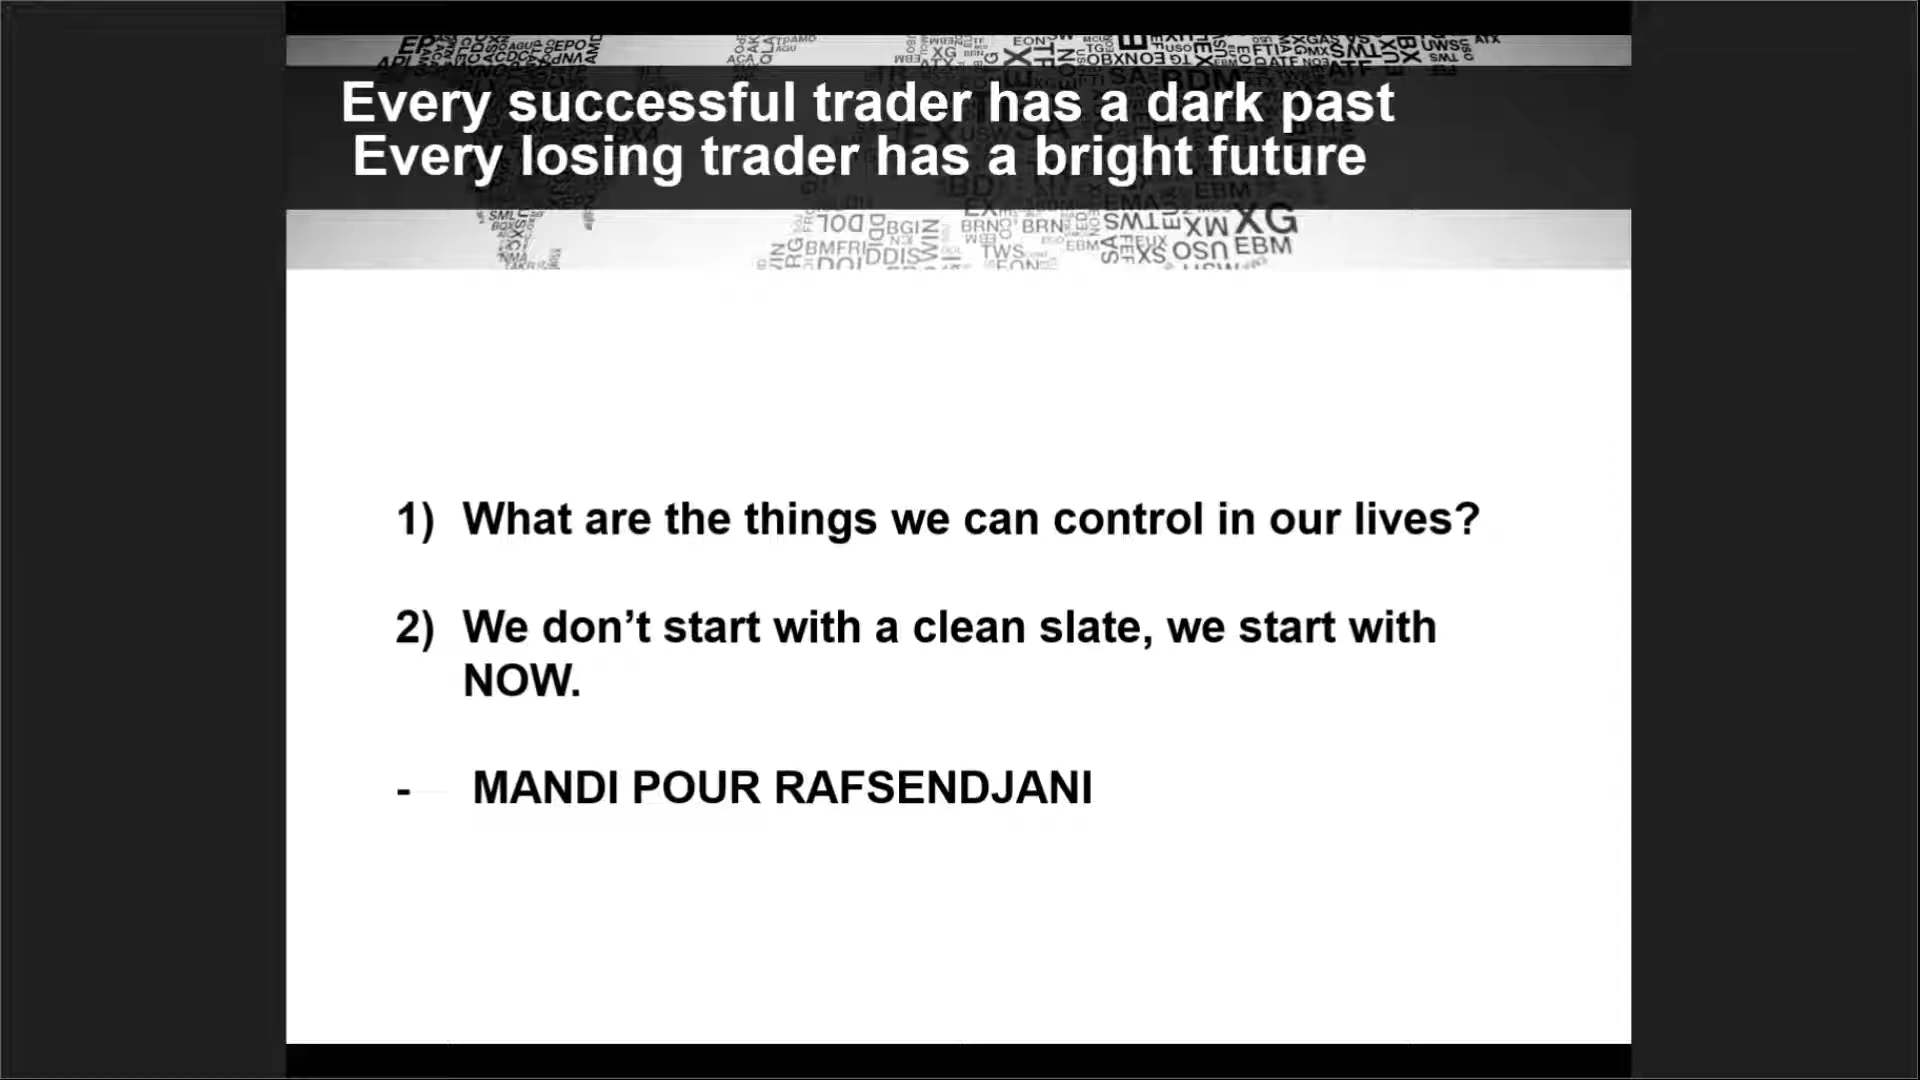 Every successful trader has a dark past
Every losing trader has a bright future
1) What are the things we can control in our lives?
2) We don’t start with a clean slate, we start with
NOW.
- MANDI POUR RAFSENDJANI